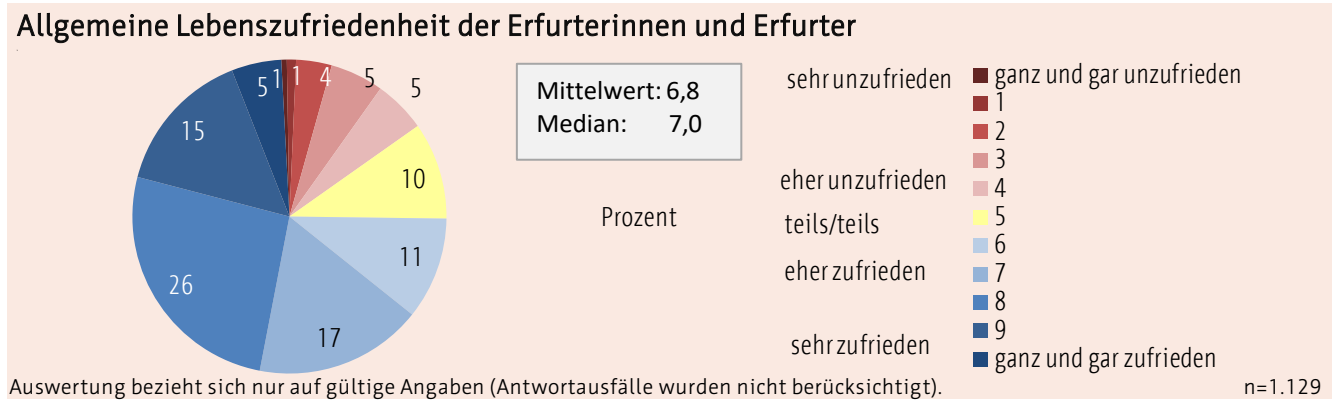 Allgemeine Lebenszufriedenheit der Erfurterinnen und Erfurter
5 1 1 4 5 5
15
10
11
26
17
Mittelwert: 6,8
Median: 7,0
Prozent
sehr unzufrieden
eher unzufrieden
teils/teils
eher zufrieden
sehr zufrieden
ganz und gar unzufrieden
1
2
3
4
5
6
7
8
9
ganz und gar zufrieden
Auswertung bezieht sich nur auf gültige Angaben (Antwortausfälle wurden nicht berücksichtigt). n=1.129